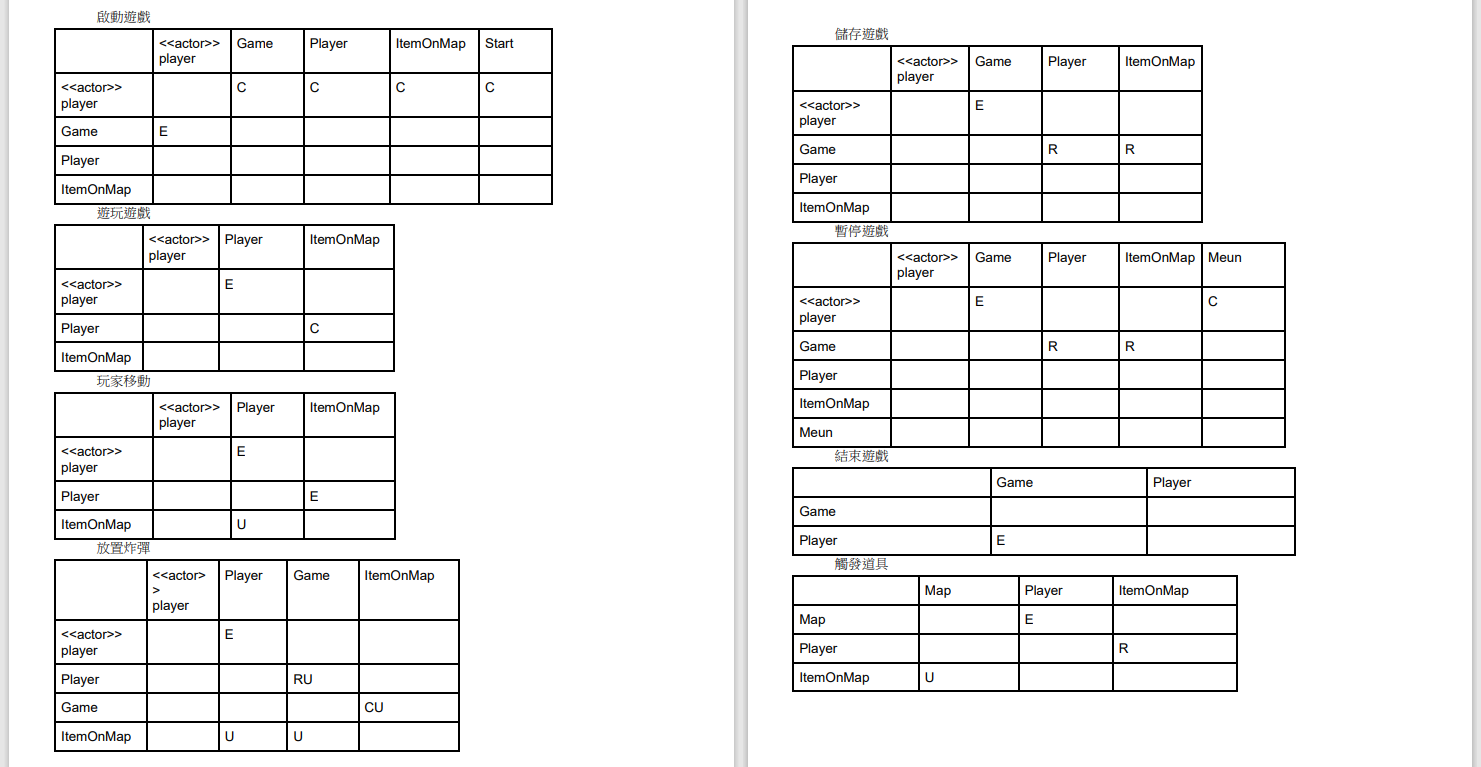 啟動遊戲
<<actor>> Game Player ItemOnMap Start
player
<<actor>> C C C C
player
Game E
Player
ItemOnMap
遊玩遊戲
<<actor>> Player ItemOnMap
player
<<actor>> E
player
Player C
ItemOnMap
玩家移動
<<actor>> Player ItemOnMap
player
<<actor>> E
player
Player E
ItemOnMap U
放置炸彈
<<actor> Player Game ItemOnMap
>
player
<<actor>> E
player
Player RU
Game CU
ItemOnMap U U
儲存遊戲
<<actor>> Game Player ItemOnMap
player
<<actor>> E
player
Game R R
Player
ItemOnMap
暫停遊戲
<<actor>> Game Player ItemOnMap Meun
player
<<actor>> E C
player
Game R R
Player
ItemOnMap
Meun
結束遊戲
Game Player
Game
Player E
觸發道具
Map Player ItemOnMap
Map E
Player R
ItemOnMap U